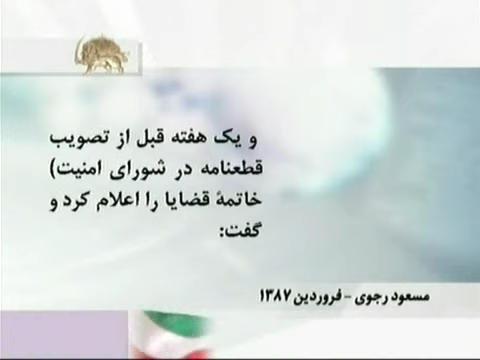 و یک هفته قبل از تصویب
قطعنامه در شورای امنیت)
خاتمهٔ قضایا را اعلام کرد و
گفت:
مسعود رجوی - فروردین ۱۳۸۷